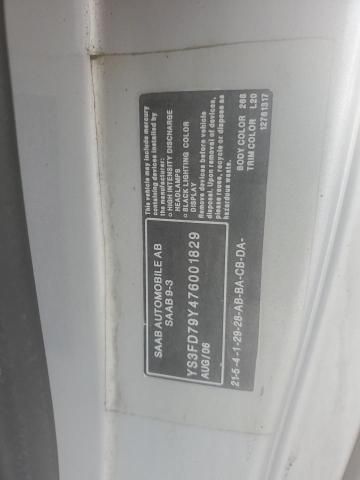 SAAB AUTOMOBILE AB
SAAB 9-3
YS3FD79Y476001829
AUG/06
This vehicle may include mercury
containing devices installed by
the manufacturer:
o HIGH INTENSITY DISCHARGE
HEADLAMPS
o BLACK LIGHTING COLOR
DISPLAY
Remove devices before vehicle
disposal. Upon removal of devices,
please reuse, recycle or dispose as
hazardous waste.
21-5-4-1-29-28-AB-BA-CB-DA-
BODY COLOR 268
TRIM COLOR L20
12761317